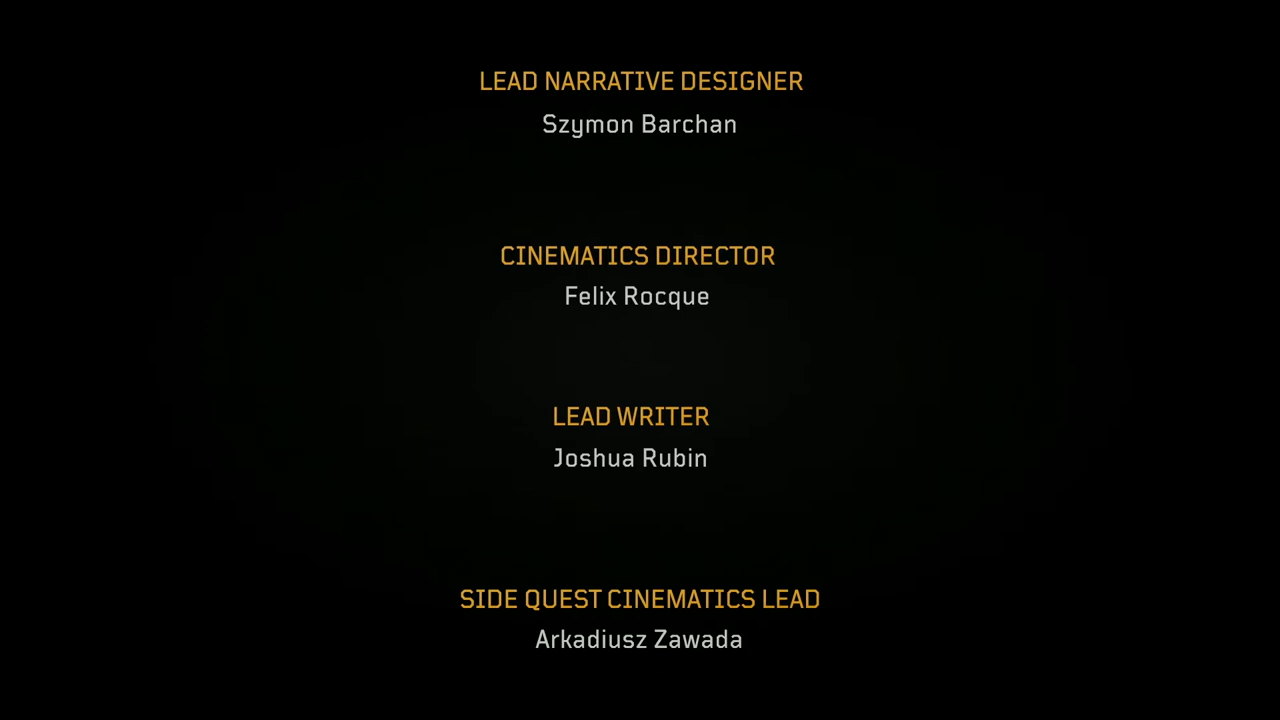 LEAD NARRATIVE DESIGNER
Szymon Barchan
CINEMATICS DIRECTOR
Felix Rocque
LEAD WRITER
Joshua Rubin
SIDE QUEST CINEMATICS LEAD
Arkadiusz Zawada